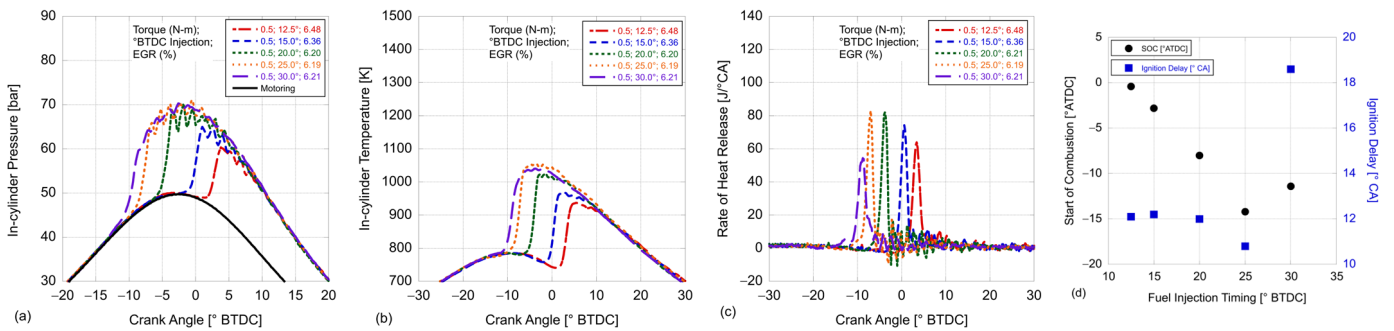 In-cylinder Pressure [bar]
100
90
80
70
60
50
40
30
Torque (N-m);
°BTDC Injection;
EGR (%)
0.5; 12.5°; 6.48
0.5; 15.0°; 6.36
0.5; 20.0°; 6.20
0.5; 25.0°; 6.19
0.5; 30.0°; 6.21
Motoring
−20 −15 −10 −5 0 5 10 15 20
Crank Angle [° BTDC]
(a)
In-cylinder Temperature [K]
1500
1400
1300
1200
1100
1000
900
800
700
Torque (N-m);
°BTDC Injection;
EGR (%)
0.5; 12.5°; 6.48
0.5; 15.0°; 6.36
0.5; 20.0°; 6.20
0.5; 25.0°; 6.19
0.5; 30.0°; 6.21
−30 −20 −10 0 10 20 30
Crank Angle [° BTDC]
(b)
Rate of Heat Release [J/°CA]
140
120
100
80
60
40
20
0
−20
Torque (N-m);
°BTDC Injection;
EGR (%)
0.5; 12.5°; 6.48
0.5; 15.0°; 6.36
0.5; 20.0°; 6.21
0.5; 25.0°; 6.19
0.5; 30.0°; 6.21
−30 −20 −10 0 10 20 30
Crank Angle [° BTDC]
(c)
Start of Combustion [°ATDC]
5
0
−5
−10
−15
−20
SOC [°ATDC]
Ignition Delay [° CA]
20
18
16
14
12
10
Ignition Delay [° CA]
10 15 20 25 30 35
Fuel Injection Timing [° BTDC]
(d)